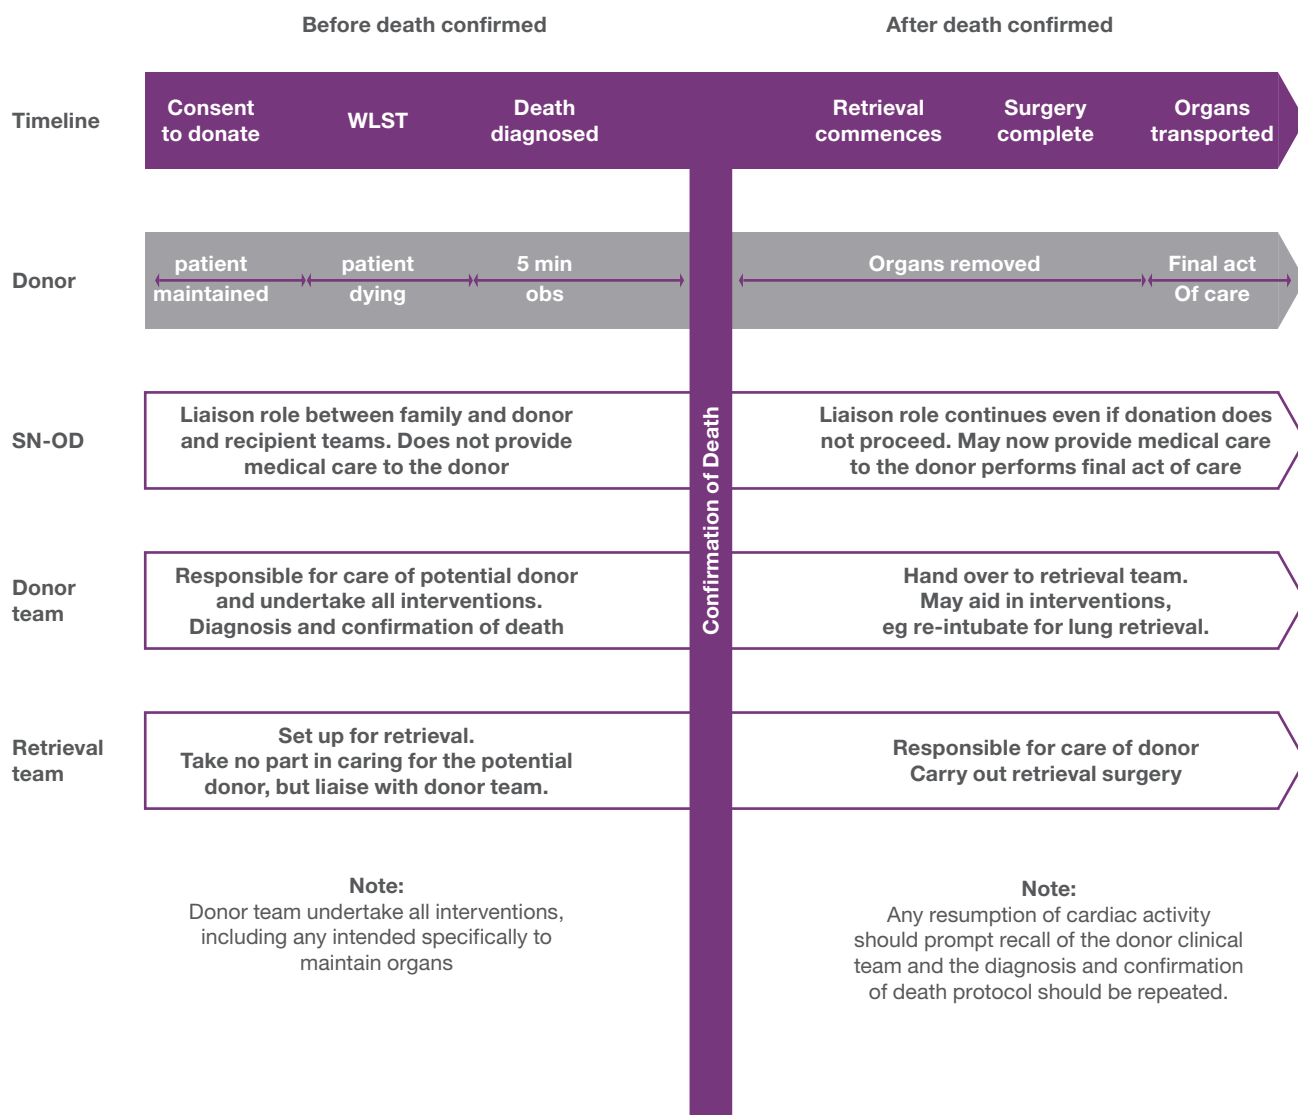 Before death confirmed
After death confirmed
Timeline
Consent
to donate
WLST
Death
diagnosed
Retrieval
commences
Surgery
complete
Organs
transported
Donor
patient
maintained
patient
dying
5 min
obs
Organs removed
Final act
Of care
SN-OD
Liaison role between family and donor
and recipient teams. Does not provide
medical care to the donor
Liaison role continues even if donation does
not proceed. May now provide medical care
to the donor performs final act of care
Confirmation of Death
Donor
team
Responsible for care of potential donor
and undertake all interventions.
Diagnosis and confirmation of death
Hand over to retrieval team.
May aid in interventions,
eg re-intubate for lung retrieval.
Retrieval
team
Set up for retrieval.
Take no part in caring for the potential
donor, but liaise with donor team.
Responsible for care of donor
Carry out retrieval surgery
Note:
Donor team undertake all interventions,
including any intended specifically to
maintain organs
Note:
Any resumption of cardiac activity
should prompt recall of the donor clinical
team and the diagnosis and confirmation
of death protocol should be repeated.